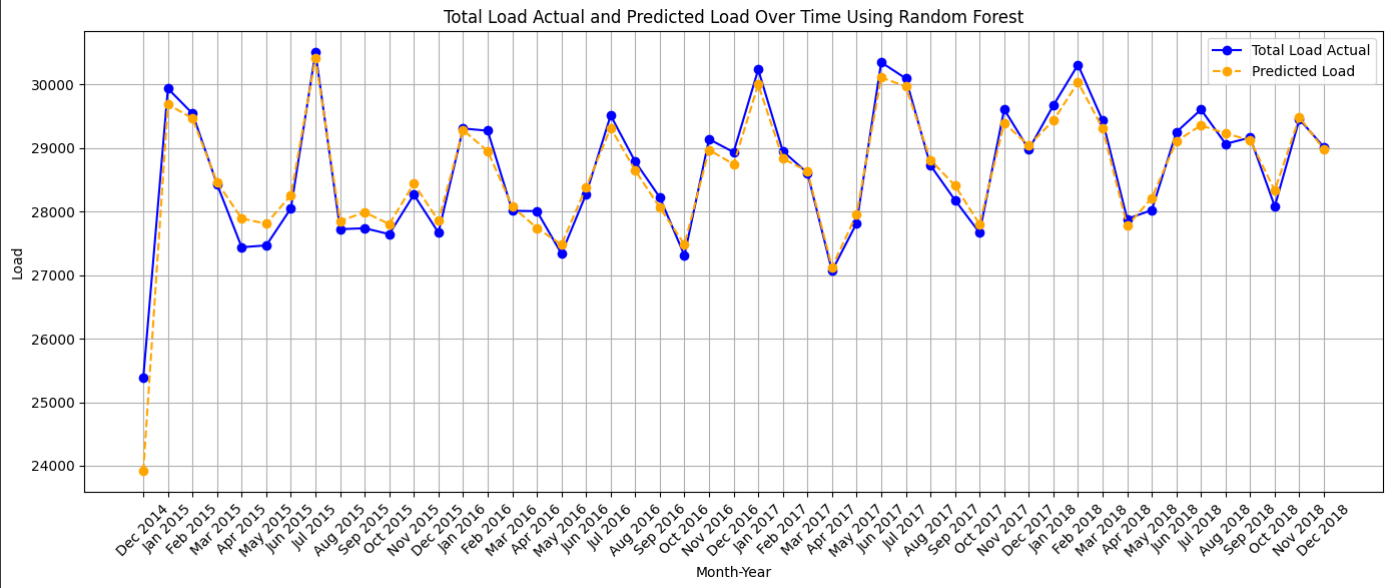 Total Load Actual and Predicted Load Over Time Using Random Forest
Total Load Actual
Predicted Load
30000
29000
28000
27000
26000
25000
24000
Load
Dec 2014
Jan 2015
Feb 2015
Mar 2015
Apr 2015
May 2015
Jun 2015
Jul 2015
Aug 2015
Sep 2015
Oct 2015
Nov 2015
Dec 2015
Jan 2016
Feb 2016
Mar 2016
Apr 2016
May 2016
Jun 2016
Jul 2016
Aug 2016
Sep 2016
Oct 2016
Nov 2016
Dec 2016
Jan 2017
Feb 2017
Mar 2017
Apr 2017
May 2017
Jun 2017
Jul 2017
Aug 2017
Sep 2017
Oct 2017
Nov 2017
Dec 2017
Jan 2018
Feb 2018
Mar 2018
Apr 2018
May 2018
Jun 2018
Jul 2018
Aug 2018
Sep 2018
Oct 2018
Nov 2018
Dec 2018
Month-Year